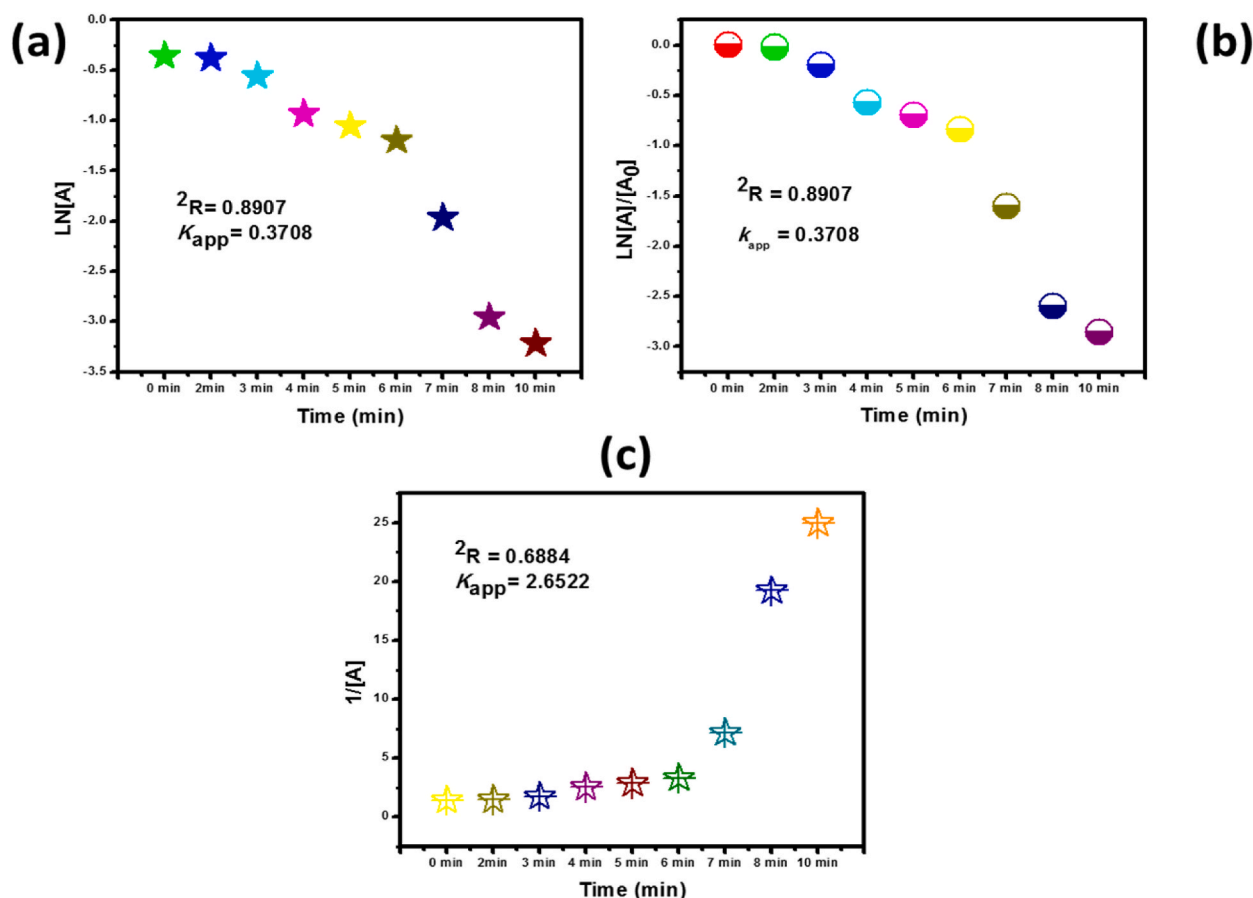 (a)
0.0
-0.5
-1.0
-1.5
-2.0
-2.5
-3.0
-3.5
LN[A]
²R= 0.8907
Kapp= 0.3708
0 min 2min 3 min 4 min 5 min 6 min 7 min 8 min 10 min
Time (min)
(b)
0.0
-0.5
-1.0
-1.5
-2.0
-2.5
-3.0
LN[A]/[A0]
²R = 0.8907
kapp = 0.3708
0 min 2min 3 min 4 min 5 min 6 min 7 min 8 min 10 min
Time (min)
(c)
25
20
15
10
5
0
1/[A]
²R = 0.6884
Kapp= 2.6522
0 min 2min 3 min 4 min 5 min 6 min 7 min 8 min 10 min
Time (min)